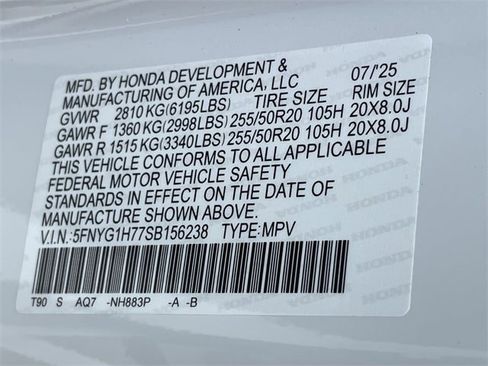 MFD. BY HONDA DEVELOPMENT & 07/'25
MANUFACTURING OF AMERICA, LLC
GVWR 2810 KG(6195LBS) TIRE SIZE RIM SIZE
GAWR F 1360 KG(2998LBS) 255/50R20 105H 20X8.0J
GAWR R 1515 KG(3340LBS) 255/50R20 105H 20X8.0J
THIS VEHICLE CONFORMS TO ALL APPLICABLE
FEDERAL MOTOR VEHICLE SAFETY
STANDARDS IN EFFECT ON THE DATE OF
MANUFACTURE SHOWN ABOVE.
V.I.N.:5FNYG1H77SB156238 TYPE:MPV
T90 S AQ7 -NH883P -A -B